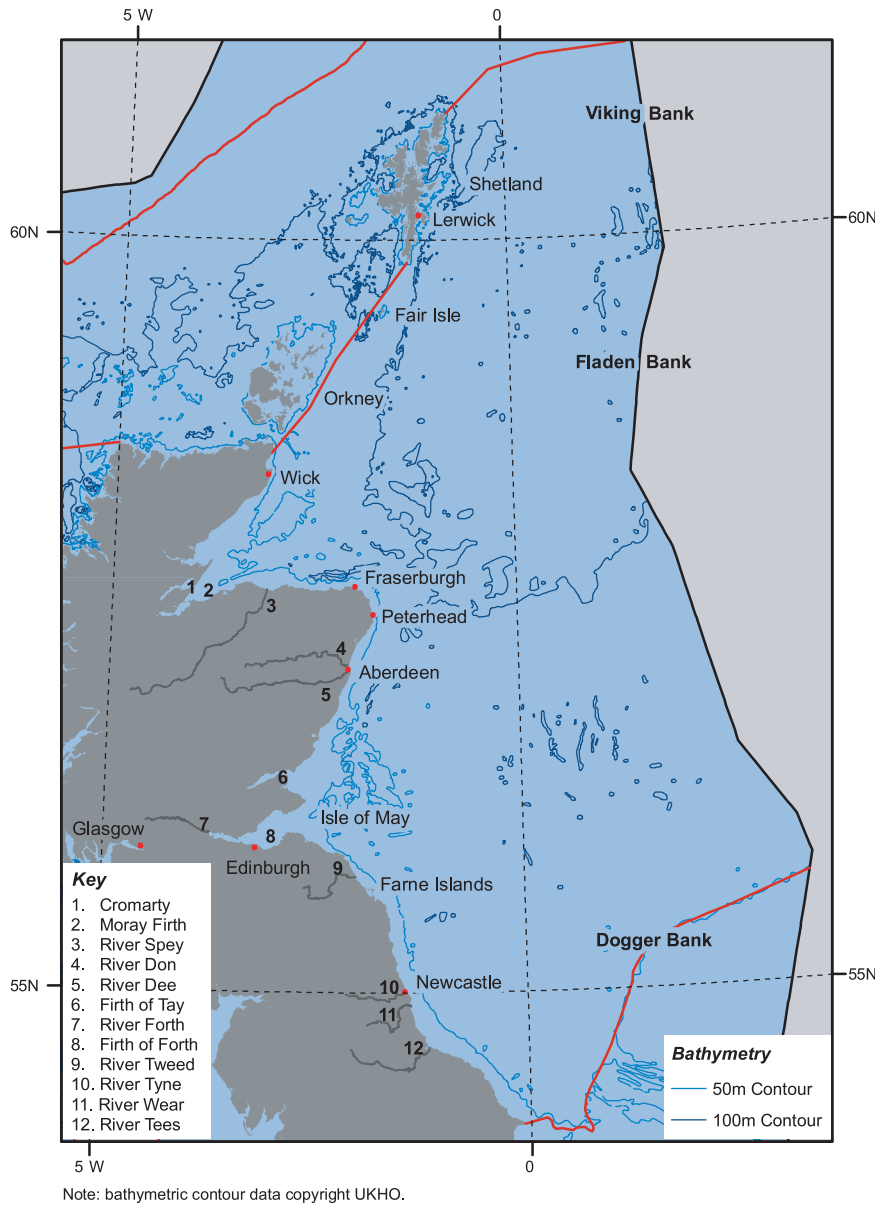 5 W
0
Viking Bank
Shetland
60N
60N
Lerwick
Fair Isle
Fladen Bank
Orkney
Wick
Fraserburgh
1
2
3
Peterhead
4
Aberdeen
5
6
Isle of May
7
Glasgow
8
Edinburgh
9
Farne Islands
Key
1. Cromarty
2. Moray Firth
3. River Spey
4. River Don
5. River Dee
6. Firth of Tay
7. River Forth
8. Firth of Forth
9. River Tweed
10. River Tyne
11. River Wear
12. River Tees
Dogger Bank
10
Newcastle
55N
55N
11
12
Bathymetry
50m Contour
100m Contour
5 W
0
Note: bathymetric contour data copyright UKHO.